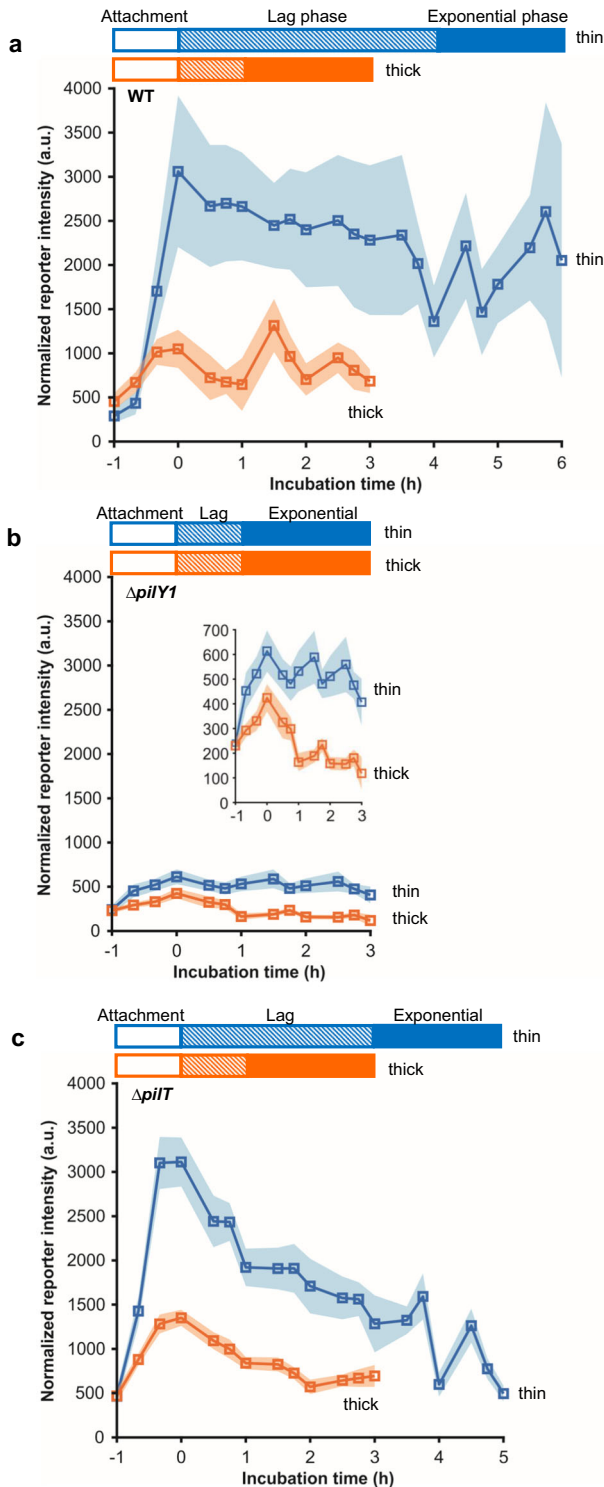 Attachment Lag phase Exponential phase
a
thin
thick
WT
4000
3500
3000
2500
2000
1500
1000
500
0
Normalized reporter intensity (a.u.)
thin
thick
-1 0 1 2 3 4 5 6
Incubation time (h)
Attachment Lag Exponential
b
thin
thick
ΔpilY1
4000
3500
3000
2500
2000
1500
1000
500
0
Normalized reporter intensity (a.u.)
700
600
500
400
300
200
100
0
thin
thick
-1 0 1 2 3
thin
thick
-1 0 1 2 3
Incubation time (h)
Attachment Lag Exponential
c
thin
thick
ΔpilT
4000
3500
3000
2500
2000
1500
1000
500
0
Normalized reporter intensity (a.u.)
thick
thin
-1 0 1 2 3 4 5
Incubation time (h)